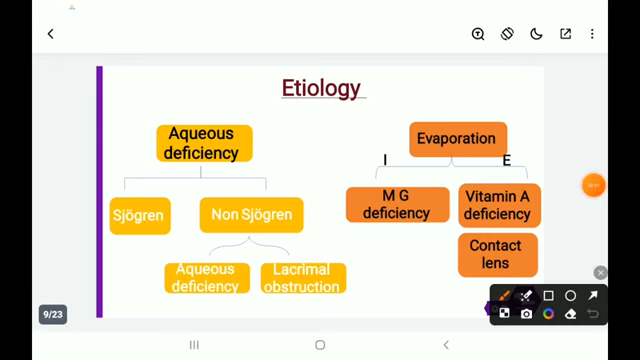 Etiology
Aqueous
deficiency
Evaporation
I
E
Sjögren
Non Sjögren
M G
deficiency
Vitamin A
deficiency
Aqueous
deficiency
Lacrimal
obstruction
Contact
lens
9/23